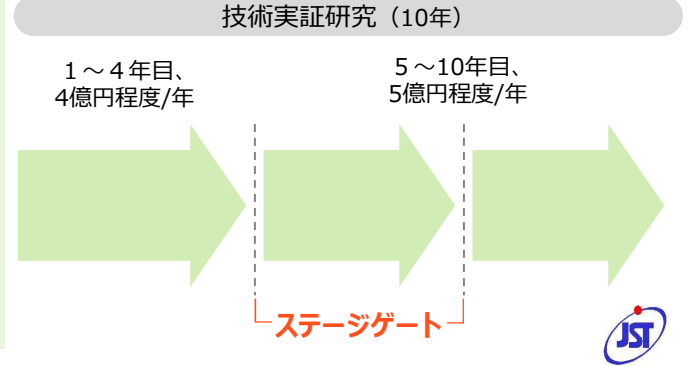 技術実証研究（10年）
１～４年目、
4億円程度/年
５～10年目、
5億円程度/年
ステージゲート
JST